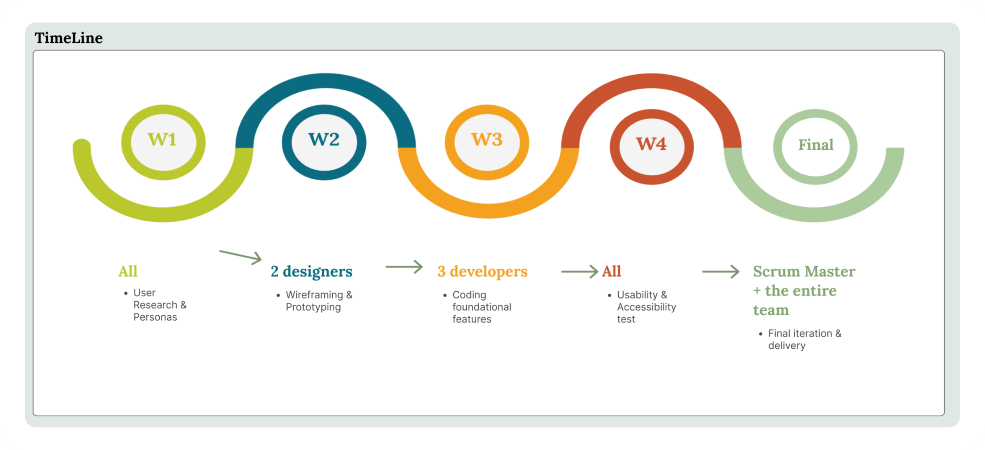 TimeLine
W1
W2
W3
W4
Final
All
• User
Research &
Personas
2 designers
• Wireframing &
Prototyping
3 developers
• Coding
foundational
features
All
• Usability &
Accessibility
test
Scrum Master
+ the entire
team
• Final iteration &
delivery